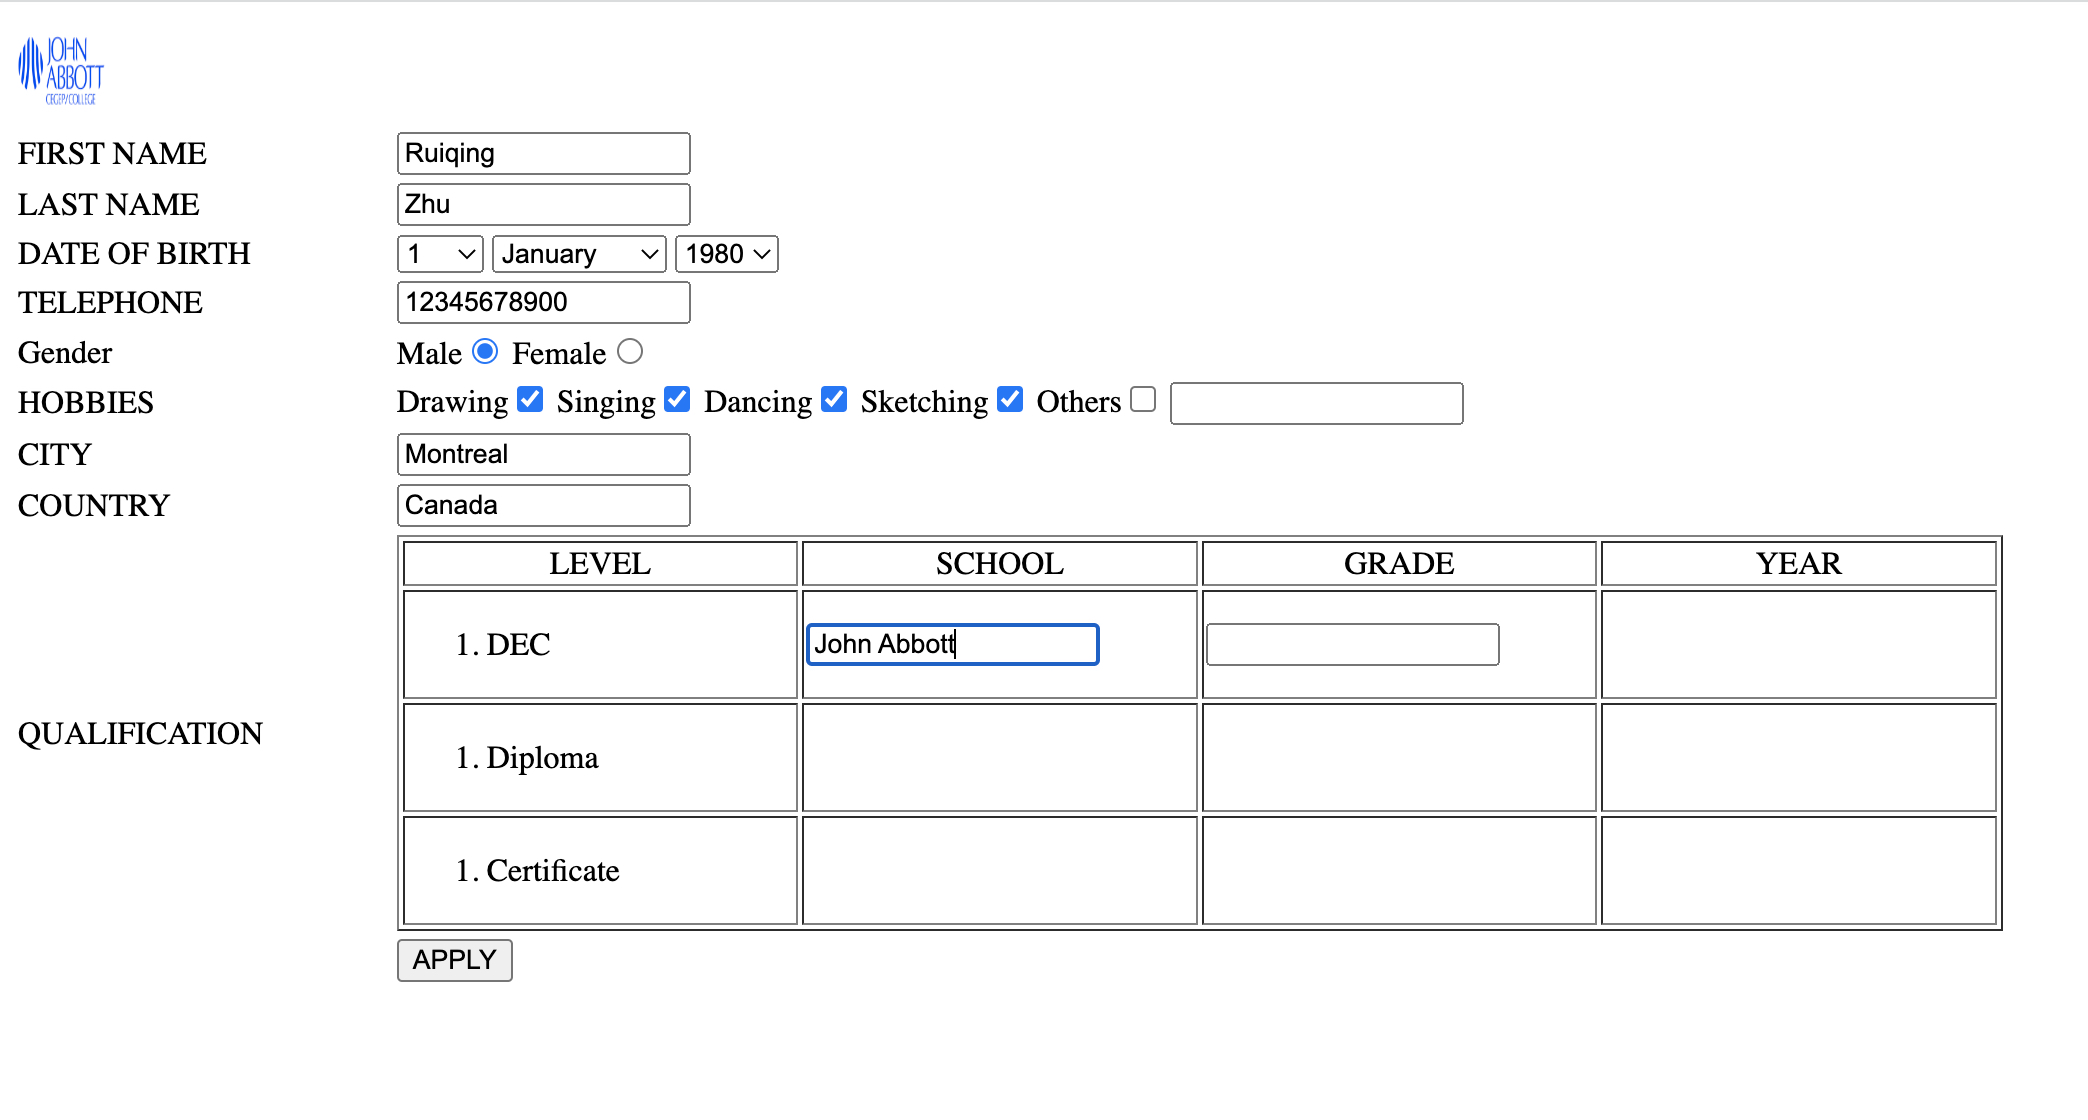 JOHN
ABBOTT
CEGEP/COLLEGE
FIRST NAME Ruiqing
LAST NAME Zhu
DATE OF BIRTH 1 January 1980
TELEPHONE 12345678900
Gender Male Female
HOBBIES Drawing Singing Dancing Sketching Others
CITY Montreal
COUNTRY Canada
LEVEL SCHOOL GRADE YEAR
1. DEC John Abbott
QUALIFICATION
1. Diploma
1. Certificate
APPLY